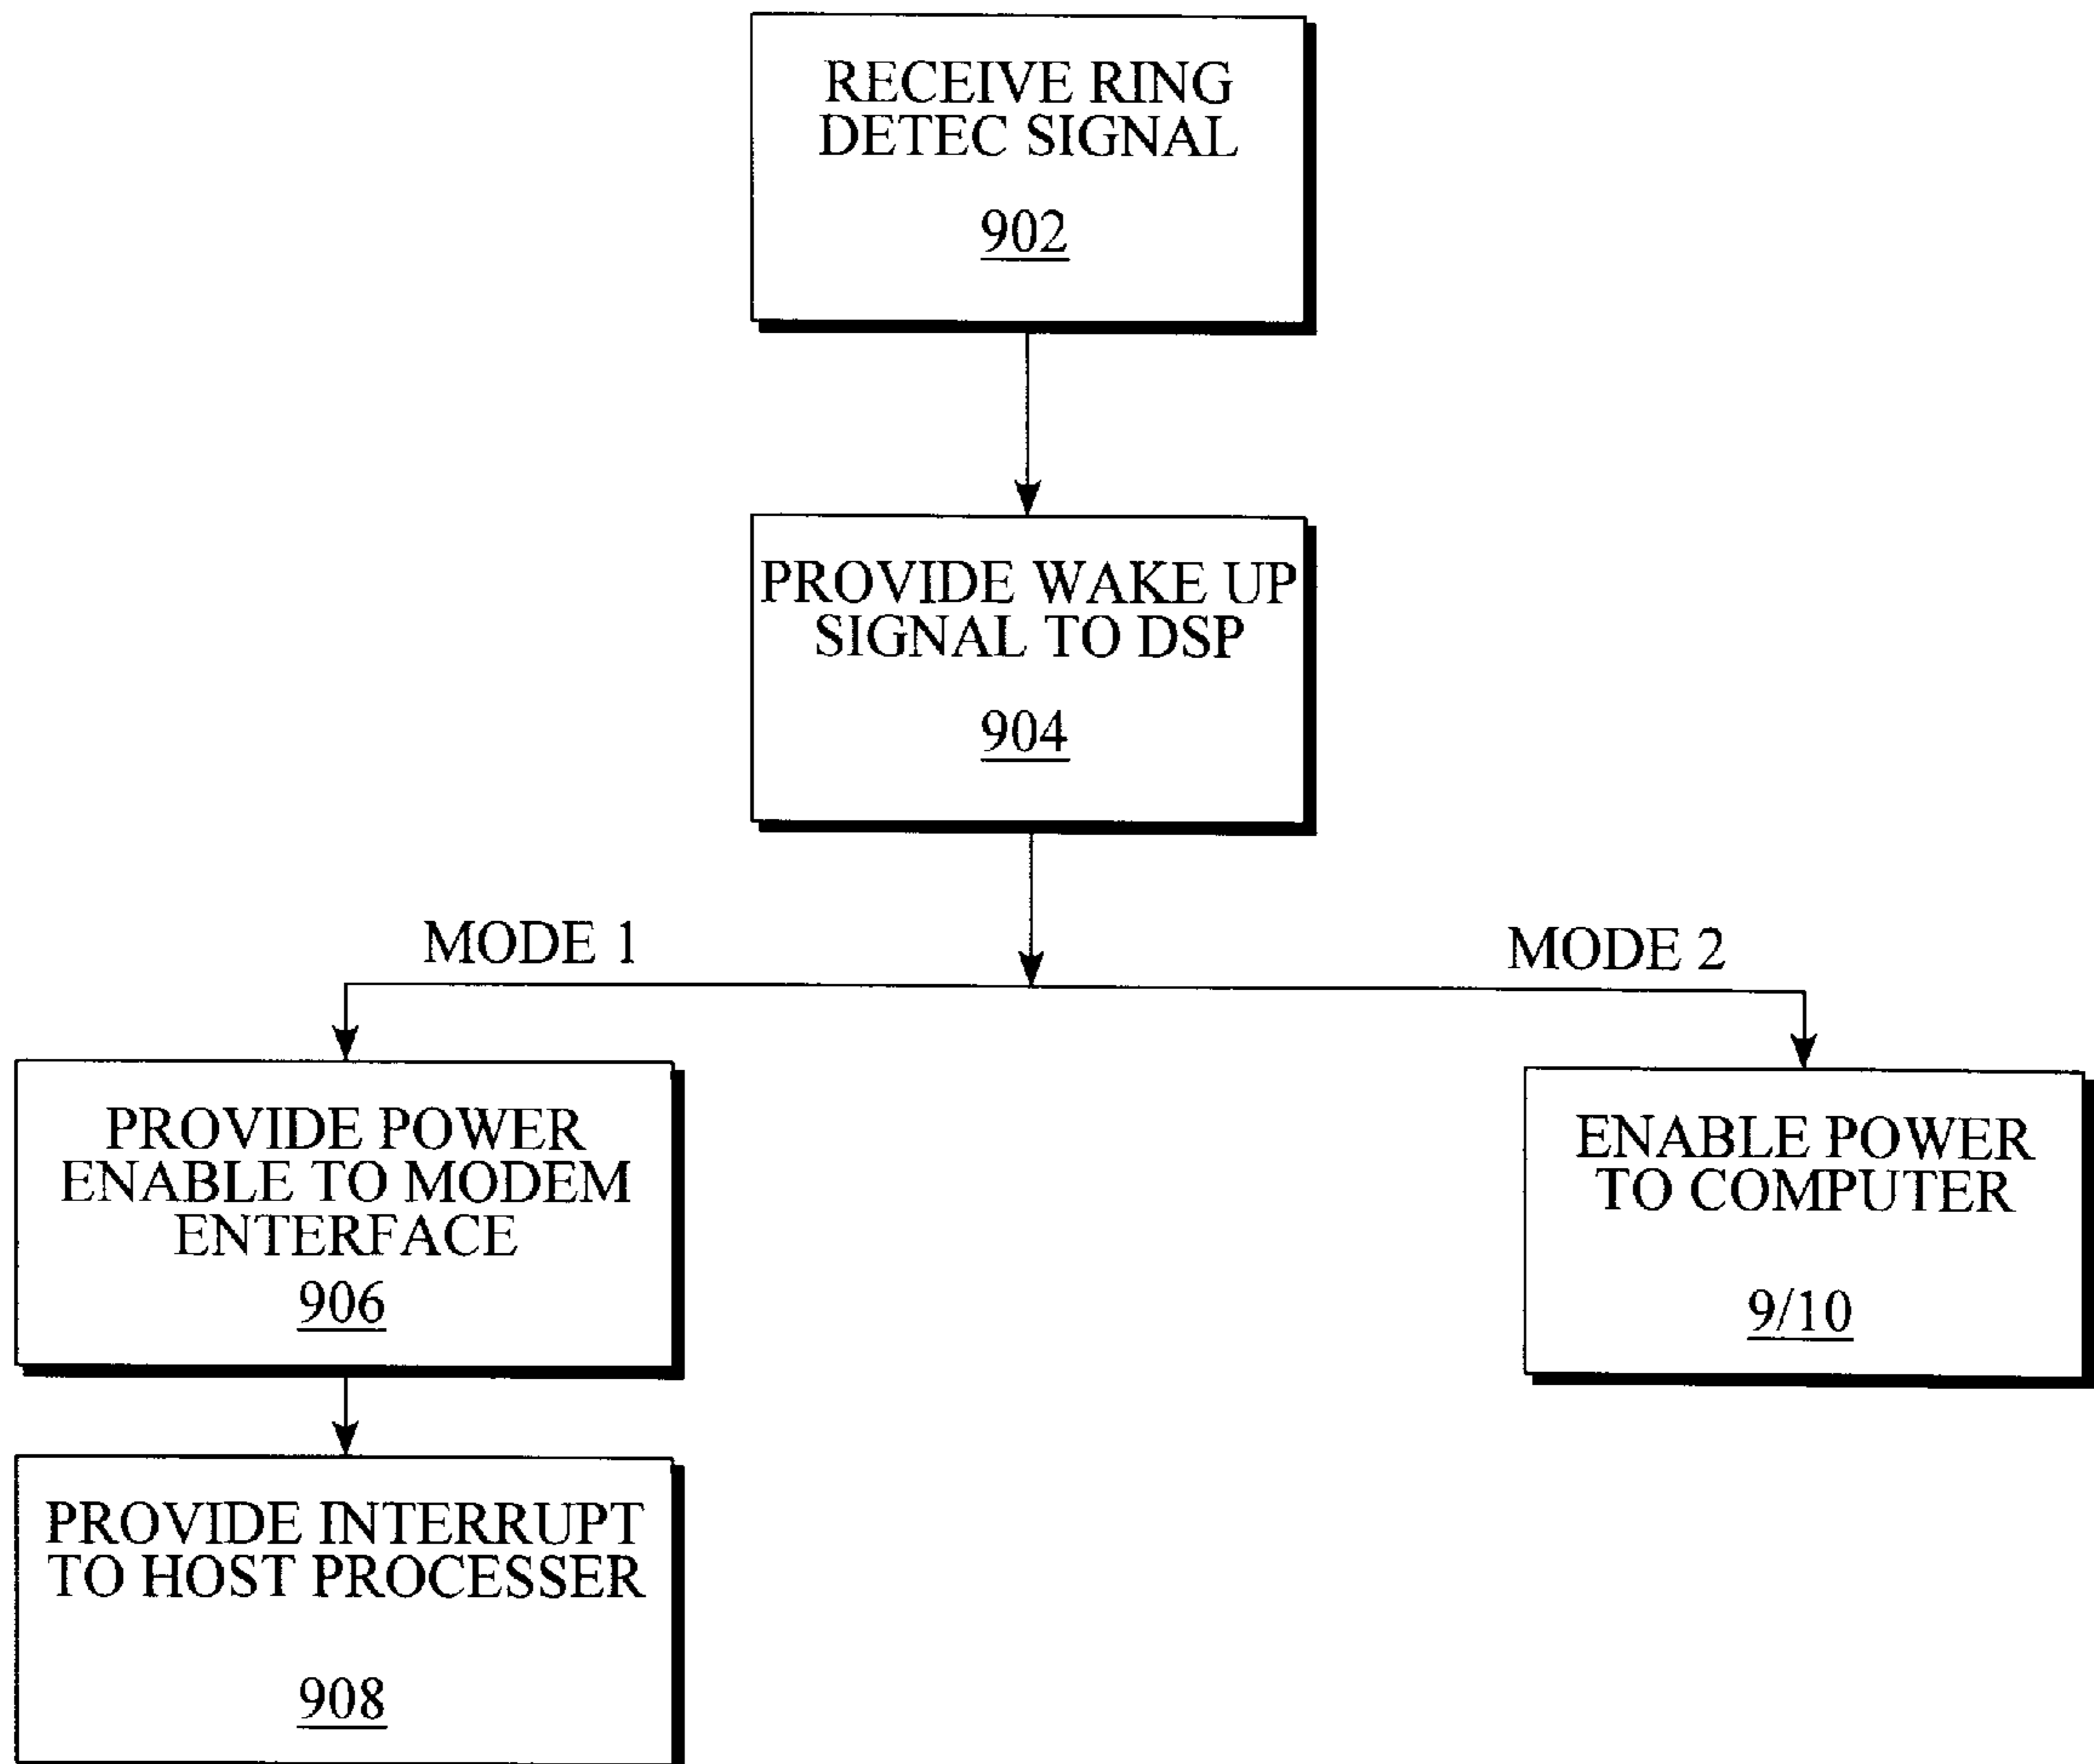 RECEIVE RING
DETEC SIGNAL
902
PROVIDE WAKE UP
SIGNAL TO DSP
904
MODE 1
MODE 2
PROVIDE POWER
ENABLE TO MODEM
ENTERFACE
906
ENABLE POWER
TO COMPUTER
9/10
PROVIDE INTERRUPT
TO HOST PROCESSER
908